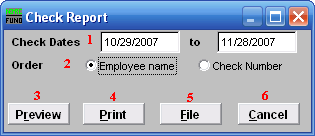 FUND Check Report
Check Dates 1 10/29/2007 to 11/28/2007
Order 2 Employee name Check Number
3 4 5 6
Preview Print File Cancel